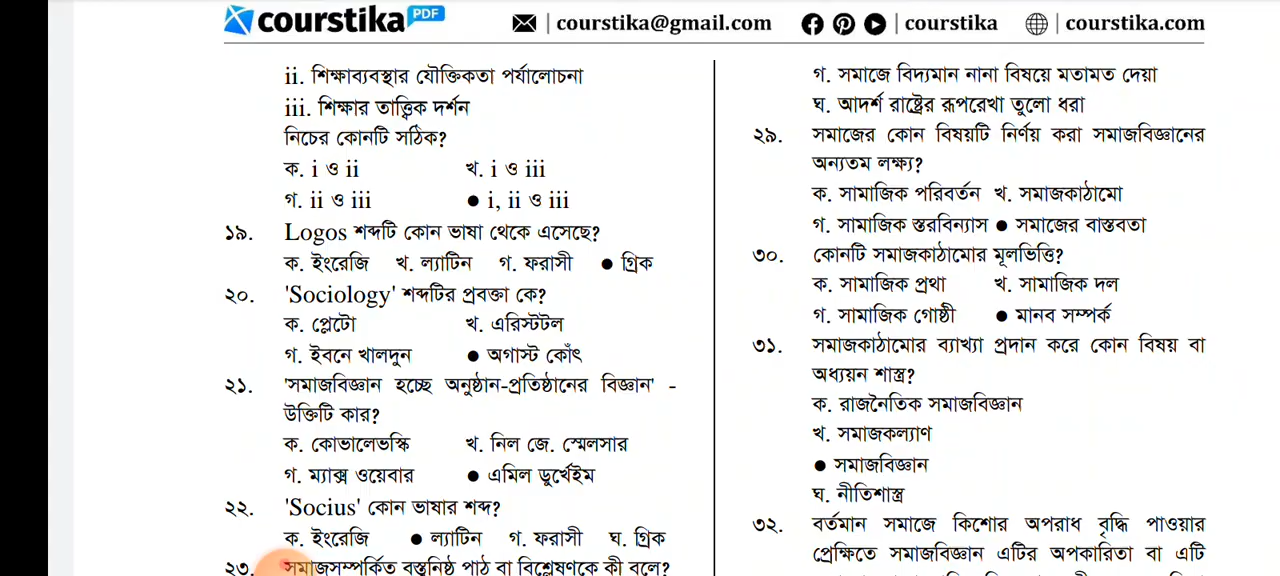 courstika PDF
| courstika@gmail.com
| courstika
| courstika.com
ii. শিক্ষাব্যবস্থার যৌক্তিকতা পর্যালোচনা
iii. শিক্ষার তাত্ত্বিক দর্শন
নিচের কোনটি সঠিক?
ক. i ও ii খ. i ও iii
গ. ii ও iii ● i, ii ও iii
১৯. Logos শব্দটি কোন ভাষা থেকে এসেছে?
ক. ইংরেজি খ. ল্যাটিন গ. ফরাসী ● গ্রিক
২০. 'Sociology' শব্দটির প্রবক্তা কে?
ক. প্লেটো খ. এরিস্টটল
গ. ইবনে খালদুন ● অগাস্ট কোঁৎ
২১. 'সমাজবিজ্ঞান হচ্ছে অনুষ্ঠান-প্রতিষ্ঠানের বিজ্ঞান' -
উক্তিটি কার?
ক. কোভালেভস্কি খ. নিল জে. স্মেলসার
গ. ম্যাক্স ওয়েবার ● এমিল ডুর্খেইম
২২. 'Socius' কোন ভাষার শব্দ?
ক. ইংরেজি ● ল্যাটিন গ. ফরাসী ঘ. গ্রিক
২৩. সমাজসম্পর্কিত বস্তুনিষ্ঠ পাঠ বা বিশ্লেষণকে কী বলে?
গ. সমাজে বিদ্যমান নানা বিষয়ে মতামত দেয়া
ঘ. আদর্শ রাষ্ট্রের রূপরেখা তুলো ধরা
২৯. সমাজের কোন বিষয়টি নির্ণয় করা সমাজবিজ্ঞানের
অন্যতম লক্ষ্য?
ক. সামাজিক পরিবর্তন খ. সমাজকাঠামো
গ. সামাজিক স্তরবিন্যাস ● সমাজের বাস্তবতা
৩০. কোনটি সমাজকাঠামোর মূলভিত্তি?
ক. সামাজিক প্রথা খ. সামাজিক দল
গ. সামাজিক গোষ্ঠী ● মানব সম্পর্ক
৩১. সমাজকাঠামোর ব্যাখ্যা প্রদান করে কোন বিষয় বা
অধ্যয়ন শাস্ত্র?
ক. রাজনৈতিক সমাজবিজ্ঞান
খ. সমাজকল্যাণ
● সমাজবিজ্ঞান
ঘ. নীতিশাস্ত্র
৩২. বর্তমান সমাজে কিশোর অপরাধ বৃদ্ধি পাওয়ার
প্রেক্ষিতে সমাজবিজ্ঞান এটির অপকারিতা বা এটি